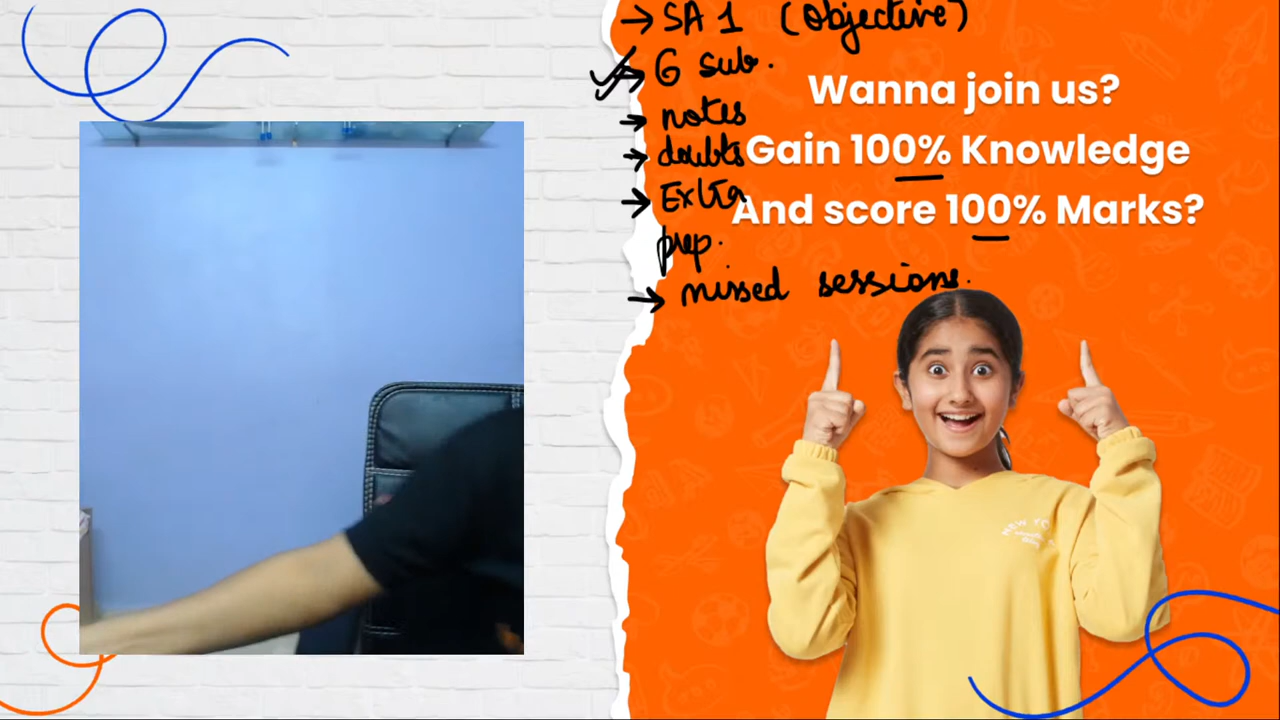 → SA 1 (Objective)
→ 6 sub.
→ notes
→ doubts
→ Extra
prep.
→ missed sessions.
Wanna join us?
Gain 100% Knowledge
And score 100% Marks?